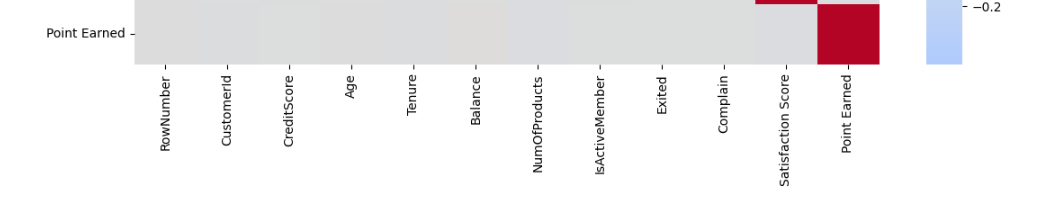 −0.2
Point Earned
RowNumber
CustomerId
CreditScore
Age
Tenure
Balance
NumOfProducts
IsActiveMember
Exited
Complain
Satisfaction Score
Point Earned